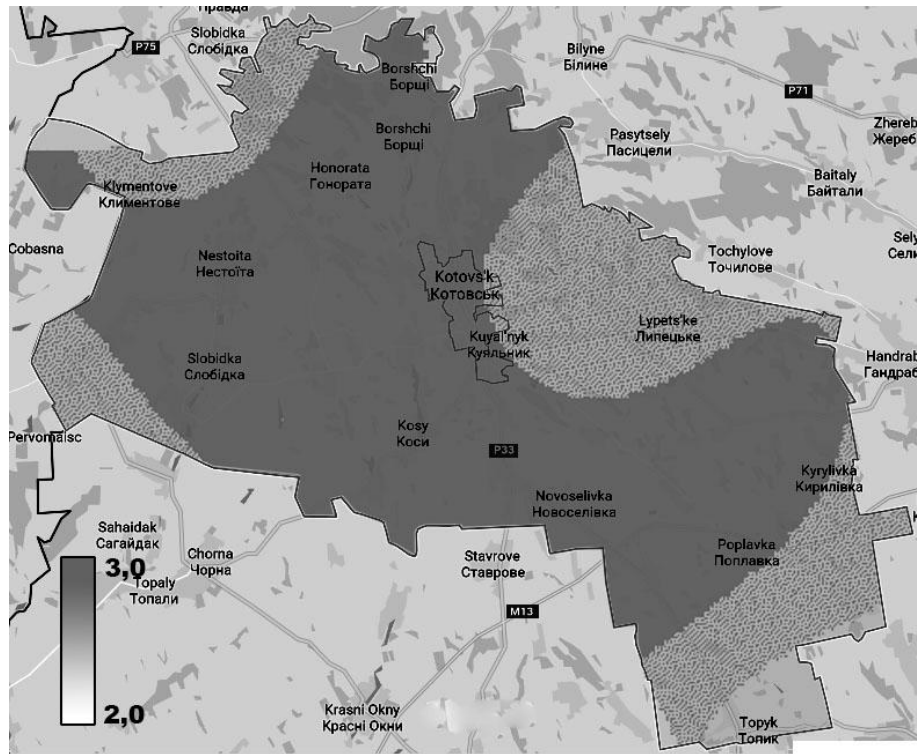 Правда
Slobidka
Слобідка
P75
Borshchi
Борщі
Bilyne
Білине
P71
Zhereb
Жереб
Borshchi
Борщі
Pasytsely
Пасицели
Honorata
Гонората
Baitaly
Байтали
Klymentove
Климентове
Cobasna
Nestoita
Нестоїта
Tochylove
Точилове
Sely
Сели
Kotovs'k
Котовськ
Lypets'ke
Липецьке
Kuyal'nyk
Куяльник
Slobidka
Слобідка
Handrab
Гандраб
Kosy
Коси
Pervomaisc
P33
Kyrylivka
Кирилівка
Novoselivka
Новоселівка
Sahaidak
Сагайдак
Chorna
Чорна
Stavrove
Ставрове
Poplavka
Поплавка
3,0
Topaly
Топали
M13
2,0
Krasni Okny
Красні Окни
Topyk
Топик